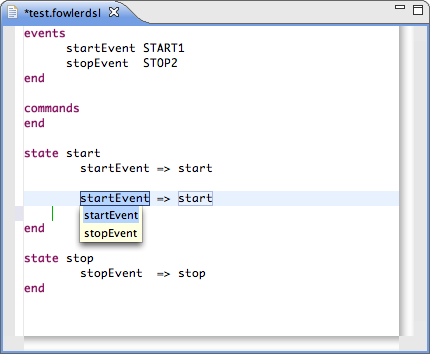 *test.fowlerdsl
events
startEvent START1
stopEvent STOP2
end
commands
end
state start
startEvent => start
startEvent => start
startEvent
stopEvent
end
state stop
stopEvent => stop
end